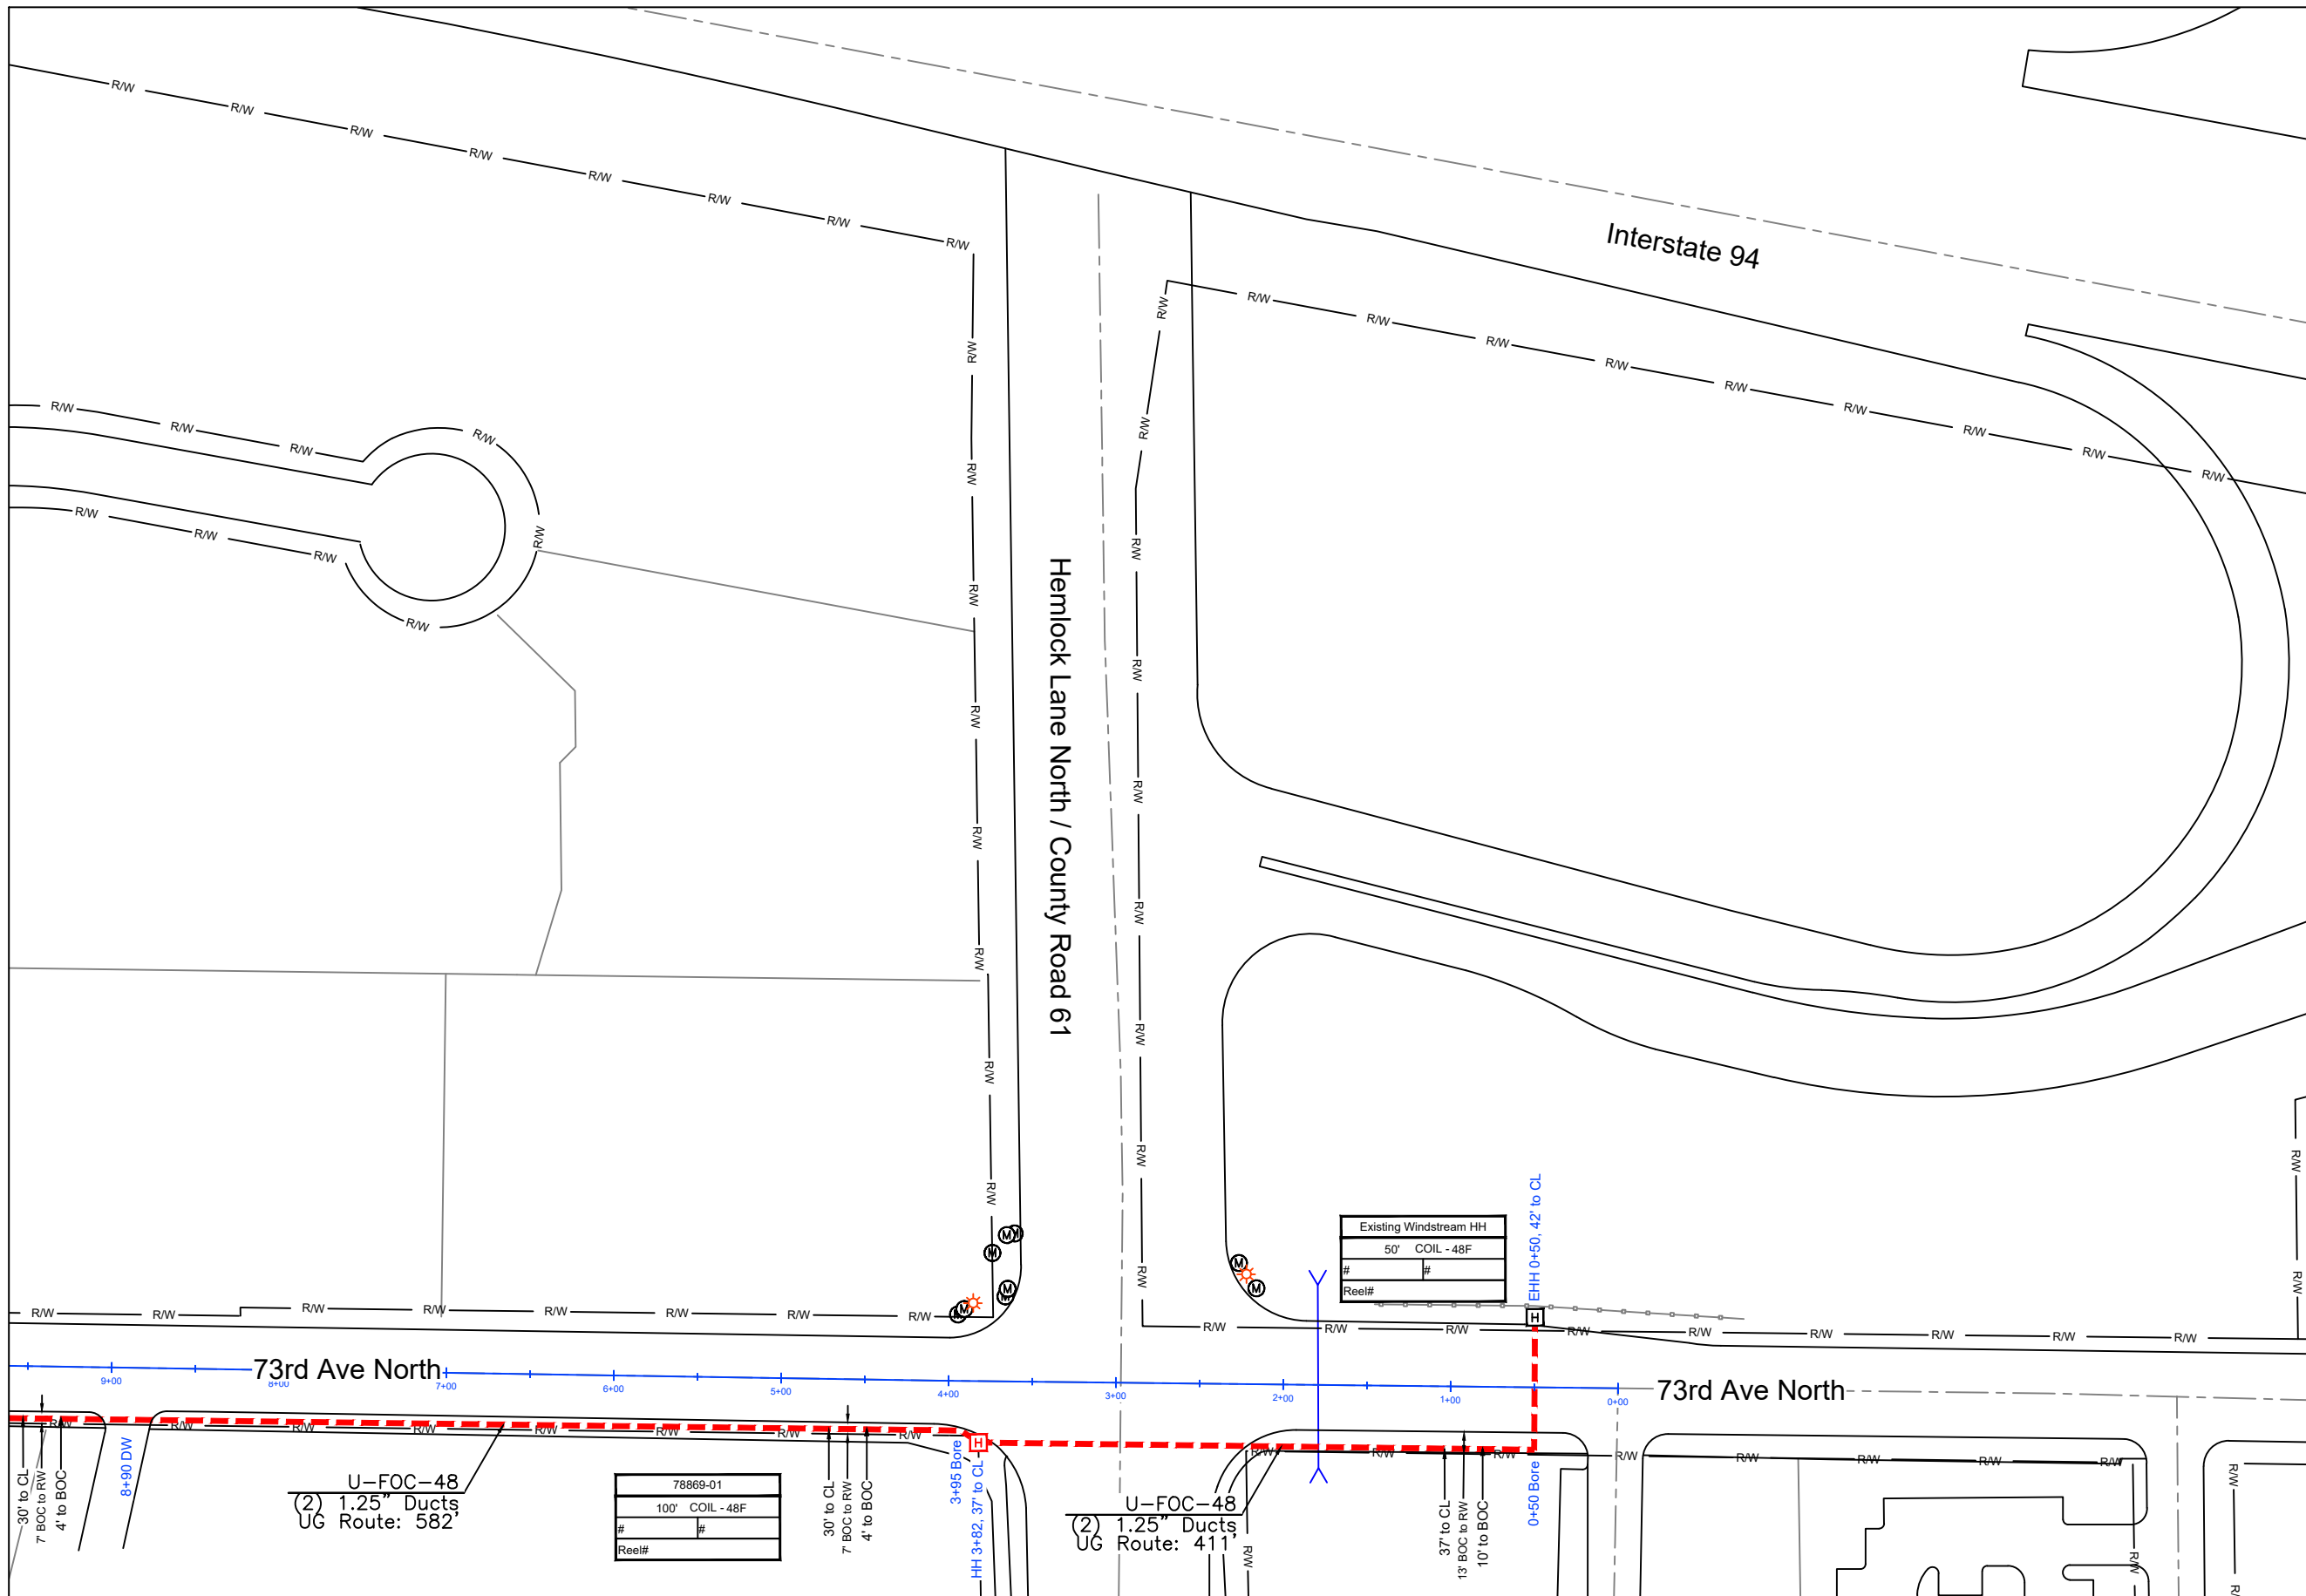 R/W R/W R/W R/W R/W R/W R/W R/W
Interstate 94
R/W R/W R/W R/W R/W R/W R/W R/W R/W
R/W R/W R/W R/W R/W
R/W R/W R/W R/W
R/W R/W R/W R/W R/W R/W R/W R/W
R/W R/W R/W R/W R/W R/W R/W R/W R/W
Hemlock Lane North / County Road 61
R/W R/W
M M M M M M M
M M
Existing Windstream HH
50' COIL - 48F
# #
Reel#
EHH 0+50, 42' to CL
H
R/W R/W R/W R/W R/W R/W R/W R/W
R/W R/W R/W R/W R/W R/W R/W R/W R/W
73rd Ave North
9+00 8+00 7+00 6+00 5+00 4+00 3+00 2+00 1+00 0+00
73rd Ave North
R/W R/W R/W R/W R/W R/W R/W R/W
H
R/W R/W R/W R/W R/W R/W R/W R/W
30' to CL
7' BOC to RW
4' to BOC
8+90 DW
U-FOC-48
(2) 1.25" Ducts
UG Route: 582'
78869-01
100' COIL - 48F
# #
Reel#
30' to CL
7' BOC to RW
4' to BOC
3+95 Bore
HH 3+82, 37' to CL
U-FOC-48
(2) 1.25" Ducts
UG Route: 411'
R/W
37' to CL
13' BOC to RW
10' to BOC
0+50 Bore
R/W
R/W